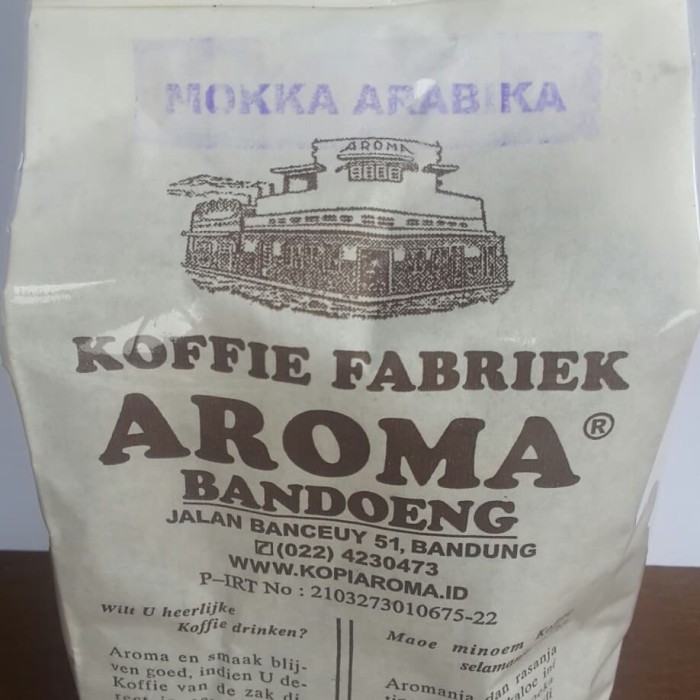 MOKKA ARABIKA
AROMA
KOFFIE FABRIEK
AROMA ®
BANDOENG
JALAN BANCEUY 51, BANDUNG
(022) 4230473
WWW.KOPIAROMA.ID
P-IRT No : 2103273010675-22
Wilt U heerlijke
Koffie drinken?
Aroma en smaak blij-
ven goed, indien U de-
Koffie van de zak di-
Maoe minoem
Aromanja dan rasanja